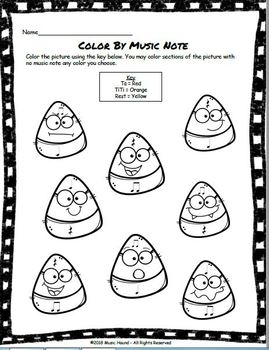 Name
Color By Music Note
Color the picture using the key below. You may color sections of the picture with
no music note any color you choose.
Key
Ta = Red
TiTi = Orange
Rest = Yellow
©2018 Music Hound - All Rights Reserved